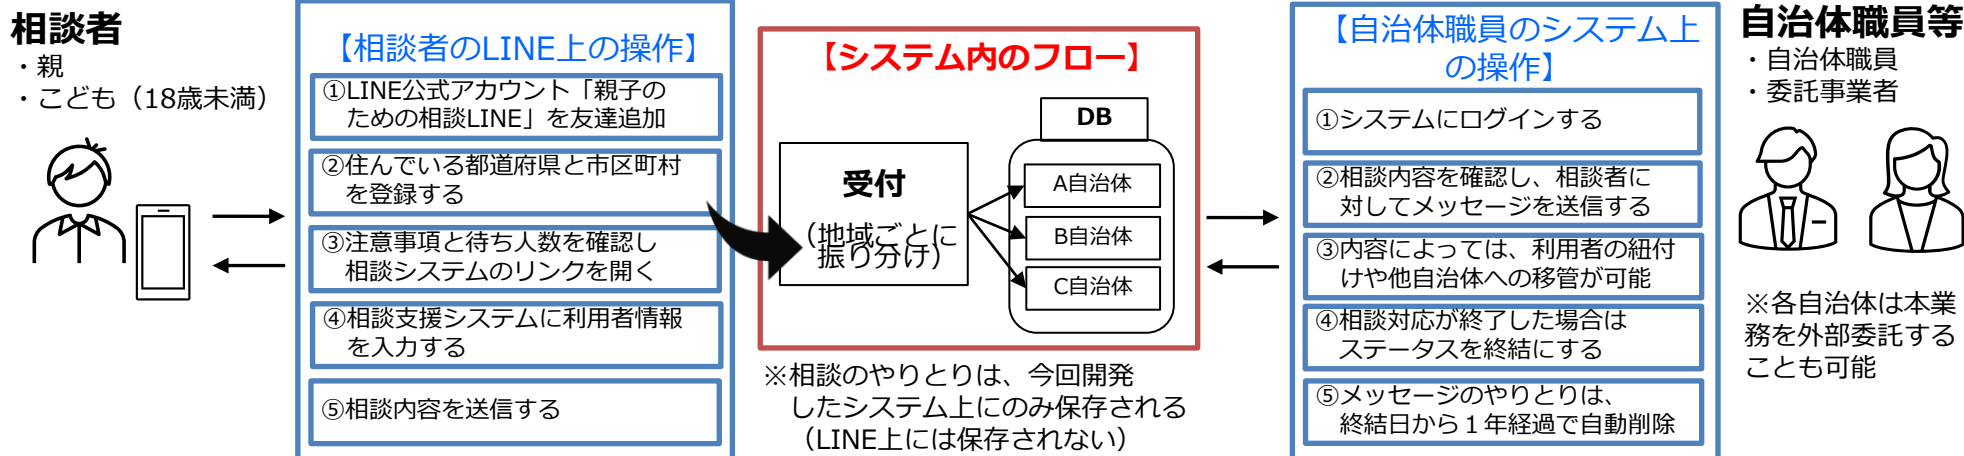 相談者
・親
・こども（18歳未満）
【相談者のLINE上の操作】
①LINE公式アカウント「親子の
ための相談LINE」を友達追加
②住んでいる都道府県と市区町村
を登録する
③注意事項と待ち人数を確認し
相談システムのリンクを開く
④相談支援システムに利用者情報
を入力する
⑤相談内容を送信する
【システム内のフロー】
受付
（地域ごとに
振り分け）
DB
A自治体
B自治体
C自治体
※相談のやりとりは、今回開発
したシステム上にのみ保存される
（LINE上には保存されない）
【自治体職員のシステム上
の操作】
①システムにログインする
②相談内容を確認し、相談者に
対してメッセージを送信する
③内容によっては、利用者の紐付
けや他自治体への移管が可能
④相談対応が終了した場合は
ステータスを終結にする
⑤メッセージのやりとりは、
終結日から１年経過で自動削除
自治体職員等
・自治体職員
・委託事業者
※各自治体は本業
務を外部委託する
ことも可能